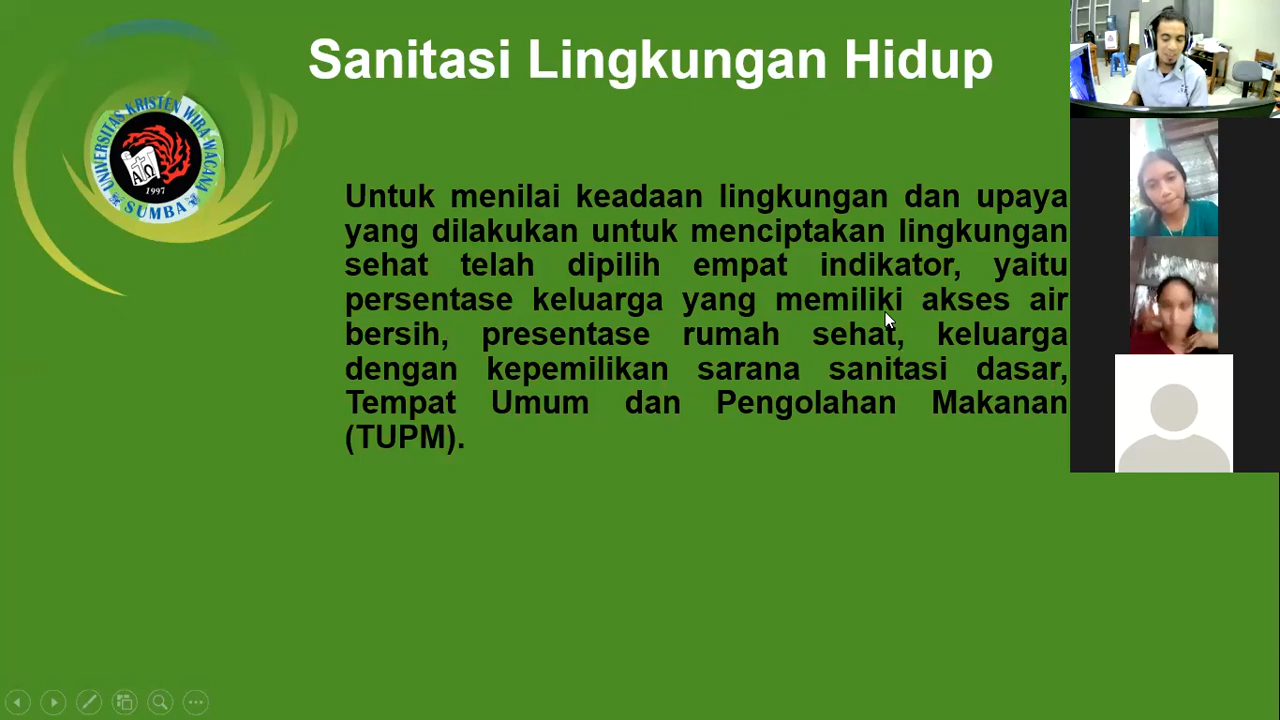 Sanitasi Lingkungan Hidup
UNIVERSITAS KRISTEN WIRA WACANA
A Ω
1997
SUMBA
Untuk menilai keadaan lingkungan dan upaya
yang dilakukan untuk menciptakan lingkungan
sehat telah dipilih empat indikator, yaitu
persentase keluarga yang memiliki akses air
bersih, presentase rumah sehat, keluarga
dengan kepemilikan sarana sanitasi dasar,
Tempat Umum dan Pengolahan Makanan
(TUPM).